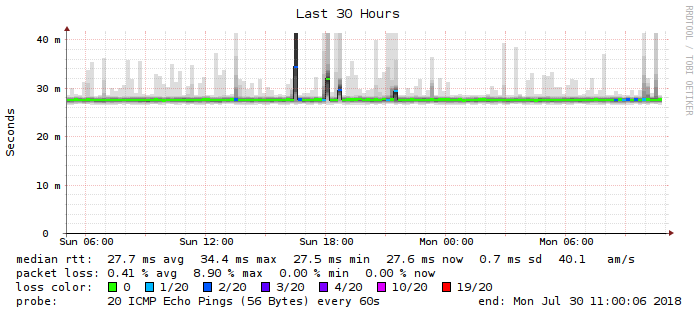 Last 30 Hours
RRDTOOL / TOBI OETIKER
Seconds
40 m
30 m
20 m
10 m
0
Sun 06:00 Sun 12:00 Sun 18:00 Mon 00:00 Mon 06:00
median rtt: 27.7 ms avg 34.4 ms max 27.5 ms min 27.6 ms now 0.7 ms sd 40.1 am/s
packet loss: 0.41 % avg 8.90 % max 0.00 % min 0.00 % now
loss color: 0 1/20 2/20 3/20 4/20 10/20 19/20
probe: 20 ICMP Echo Pings (56 Bytes) every 60s end: Mon Jul 30 11:00:06 2018